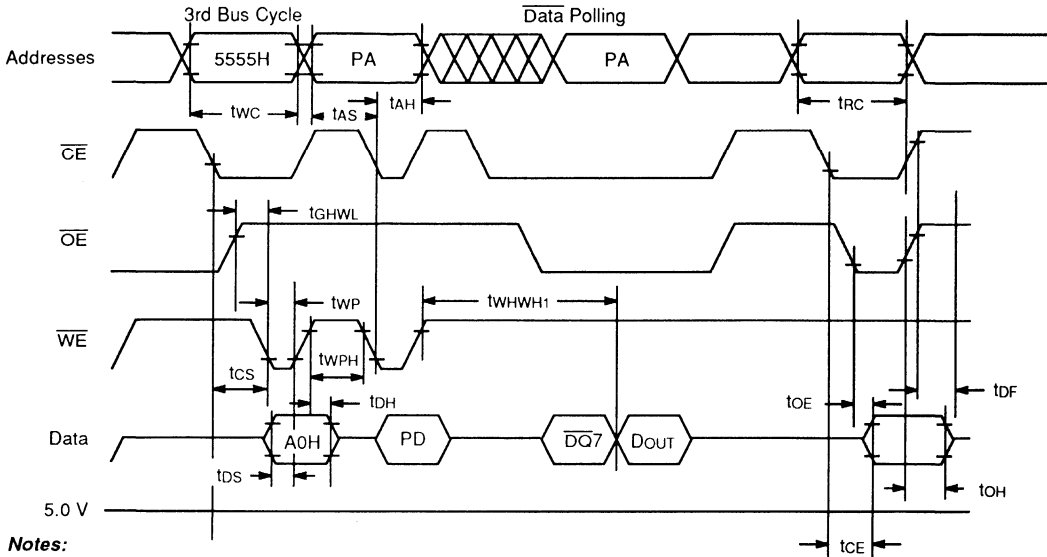 3rd Bus Cycle
Data Polling
Addresses
5555H
PA
PA
tWC
tAS
tAH
tRC
CE
tGHWL
OE
tWP
tWHWH1
WE
tWPH
tCS
tDH
tOE
tDF
Data
A0H
PD
DQ7
DOUT
tDS
tOH
5.0 V
tCE
Notes: